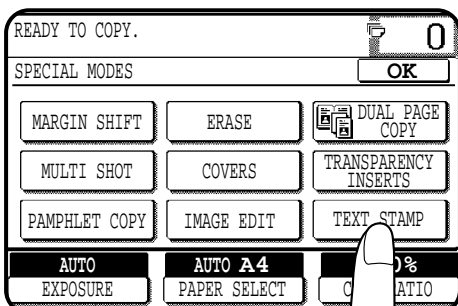 READY TO COPY.
0
SPECIAL MODES
OK
MARGIN SHIFT
ERASE
DUAL PAGE
COPY
MULTI SHOT
COVERS
TRANSPARENCY
INSERTS
PAMPHLET COPY
IMAGE EDIT
TEXT STAMP
AUTO
AUTO A4
%
EXPOSURE
PAPER SELECT